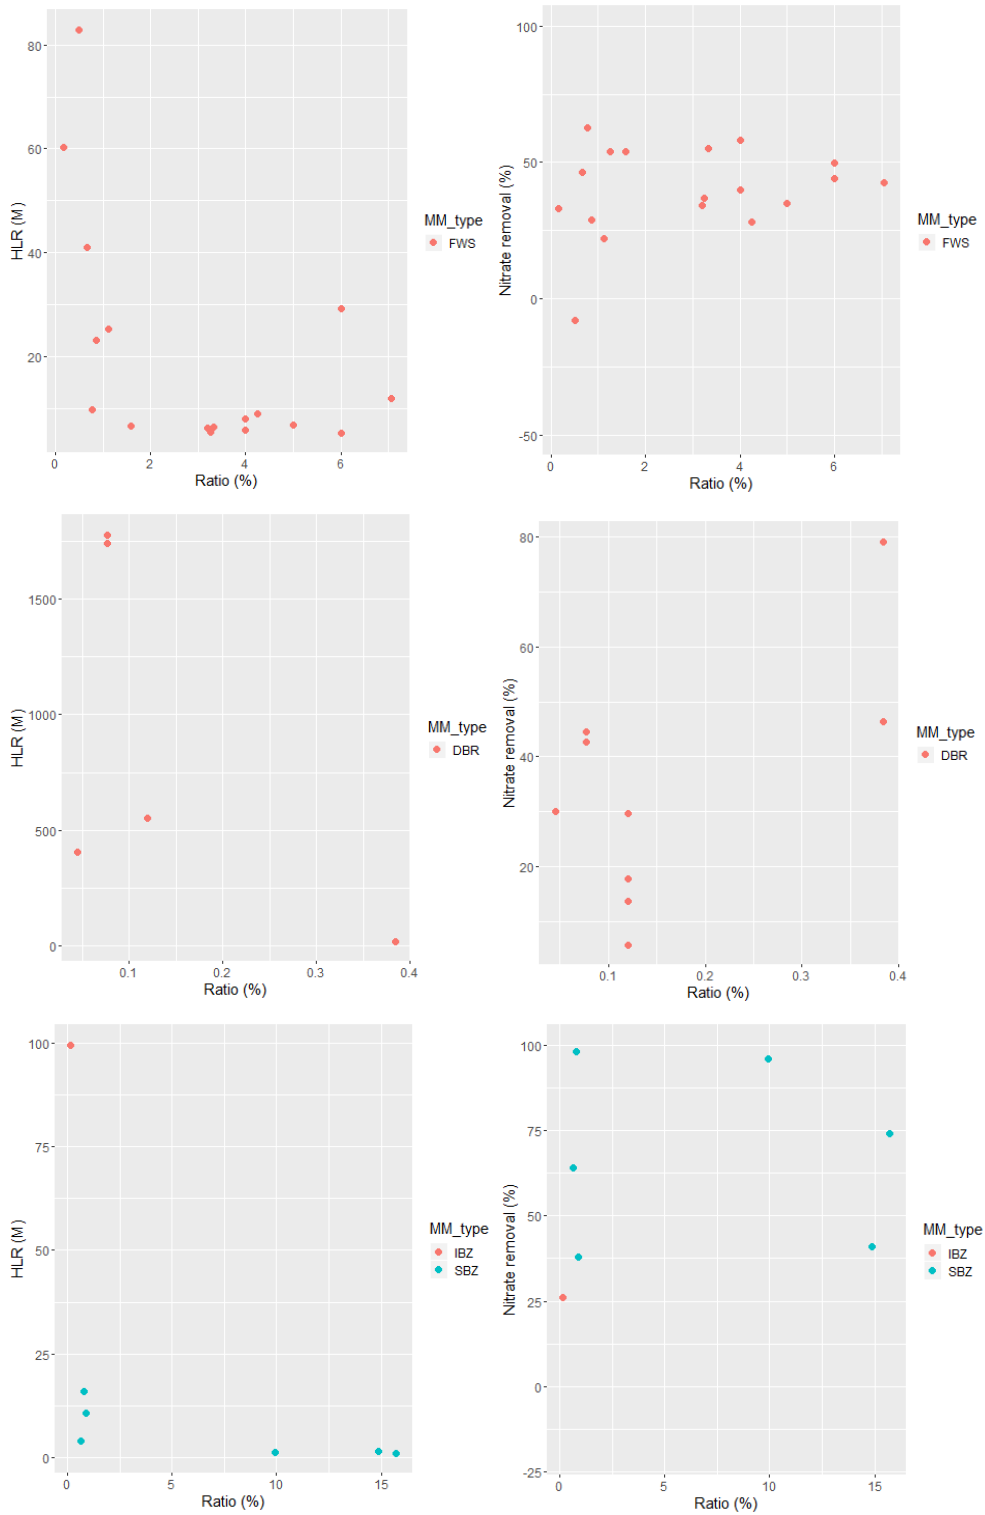 HLR (M)
80
60
40
20
0
2
4
6
Ratio (%)
MM_type
FWS
Nitrate removal (%)
100
50
0
-50
0
2
4
6
Ratio (%)
MM_type
FWS
HLR (M)
1500
1000
500
0
0.1
0.2
0.3
0.4
Ratio (%)
MM_type
DBR
Nitrate removal (%)
80
60
40
20
0.1
0.2
0.3
0.4
Ratio (%)
MM_type
DBR
HLR (M)
100
75
50
25
0
0
5
10
15
Ratio (%)
MM_type
IBZ
SBZ
Nitrate removal (%)
100
75
50
25
0
-25
0
5
10
15
Ratio (%)
MM_type
IBZ
SBZ